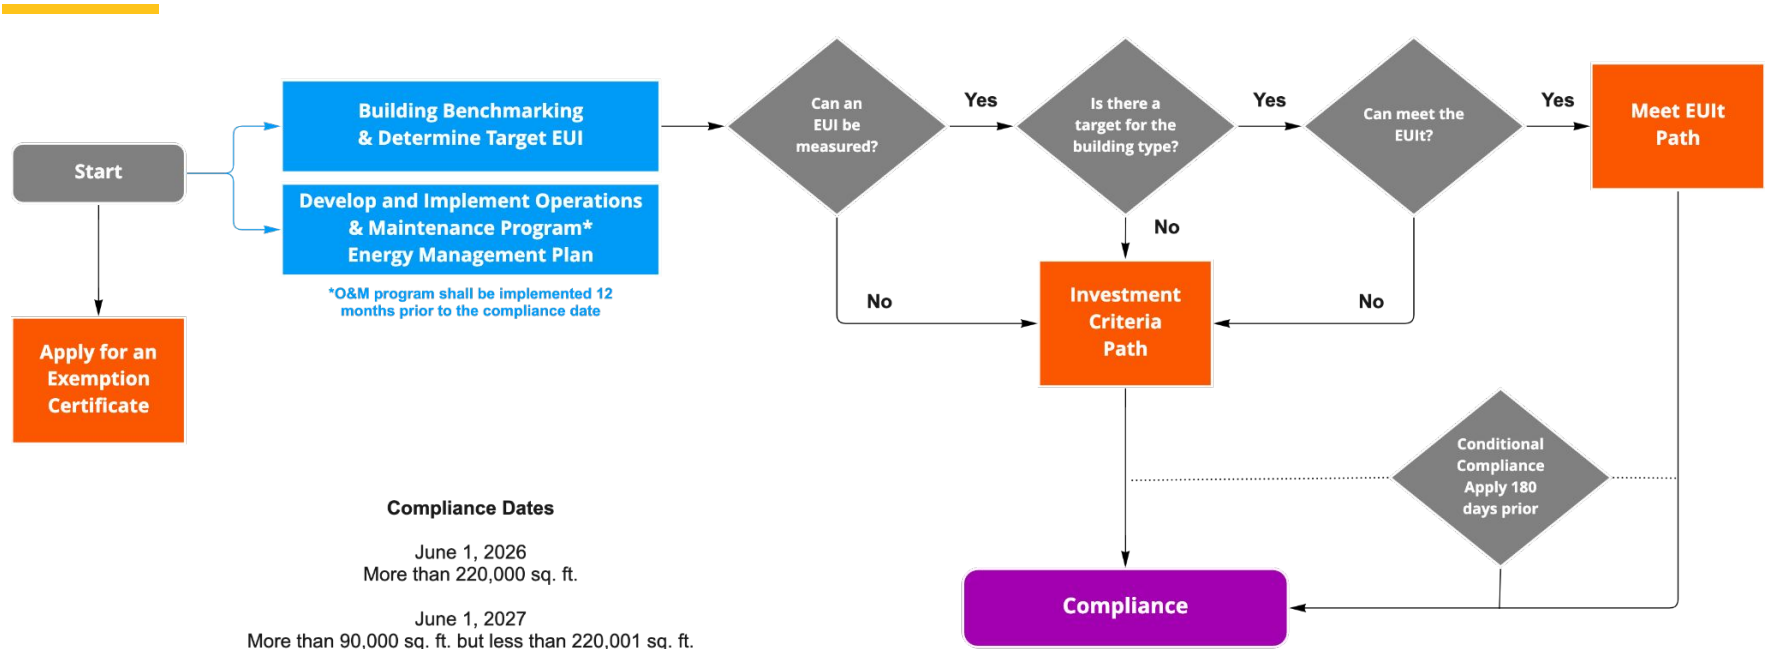 Start
Apply for an
Exemption
Certificate
Building Benchmarking
& Determine Target EUI
Develop and Implement Operations
& Maintenance Program*
Energy Management Plan
*O&M program shall be implemented 12
months prior to the compliance date
Can an
EUI be
measured?
Yes
No
Is there a
target for the
building type?
Yes
No
Can meet the
EUIt?
Yes
No
Meet EUIt
Path
Investment
Criteria
Path
Conditional
Compliance
Apply 180
days prior
Compliance
Compliance Dates
June 1, 2026
More than 220,000 sq. ft.
June 1, 2027
More than 90,000 sq. ft. but less than 220,001 sq. ft.